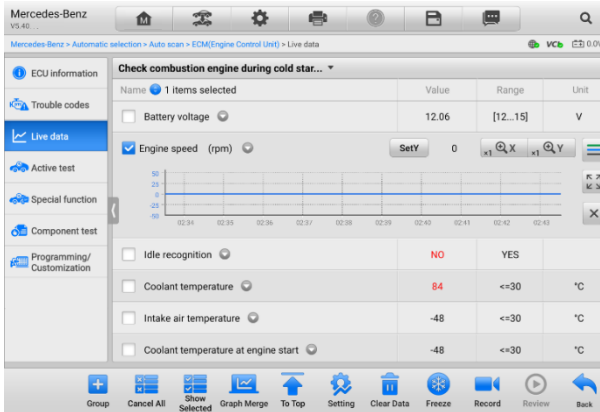 Mercedes-Benz
V5.40...
Mercedes-Benz > Automatic selection > Auto scan > ECM(Engine Control Unit) > Live data
VCI
0.0V
ECU information
Trouble codes
Live data
Active test
Special function
Component test
Programming/
Customization
Check combustion engine during cold star...
Name 1 items selected Value Range Unit
Battery voltage 12.06 [12...15] V
Engine speed (rpm) SetY 0 x1 X x1 Y
50
25
0
-25
-50
02:34 02:35 02:36 02:37 02:38 02:39 02:40 02:41 02:42 02:43
Idle recognition NO YES
Coolant temperature 84 <=30 °C
Intake air temperature -48 <=30 °C
Coolant temperature at engine start -48 <=30 °C
Group
Cancel All
Show
Selected
Graph Merge
To Top
Setting
Clear Data
Freeze
Record
Review
Back